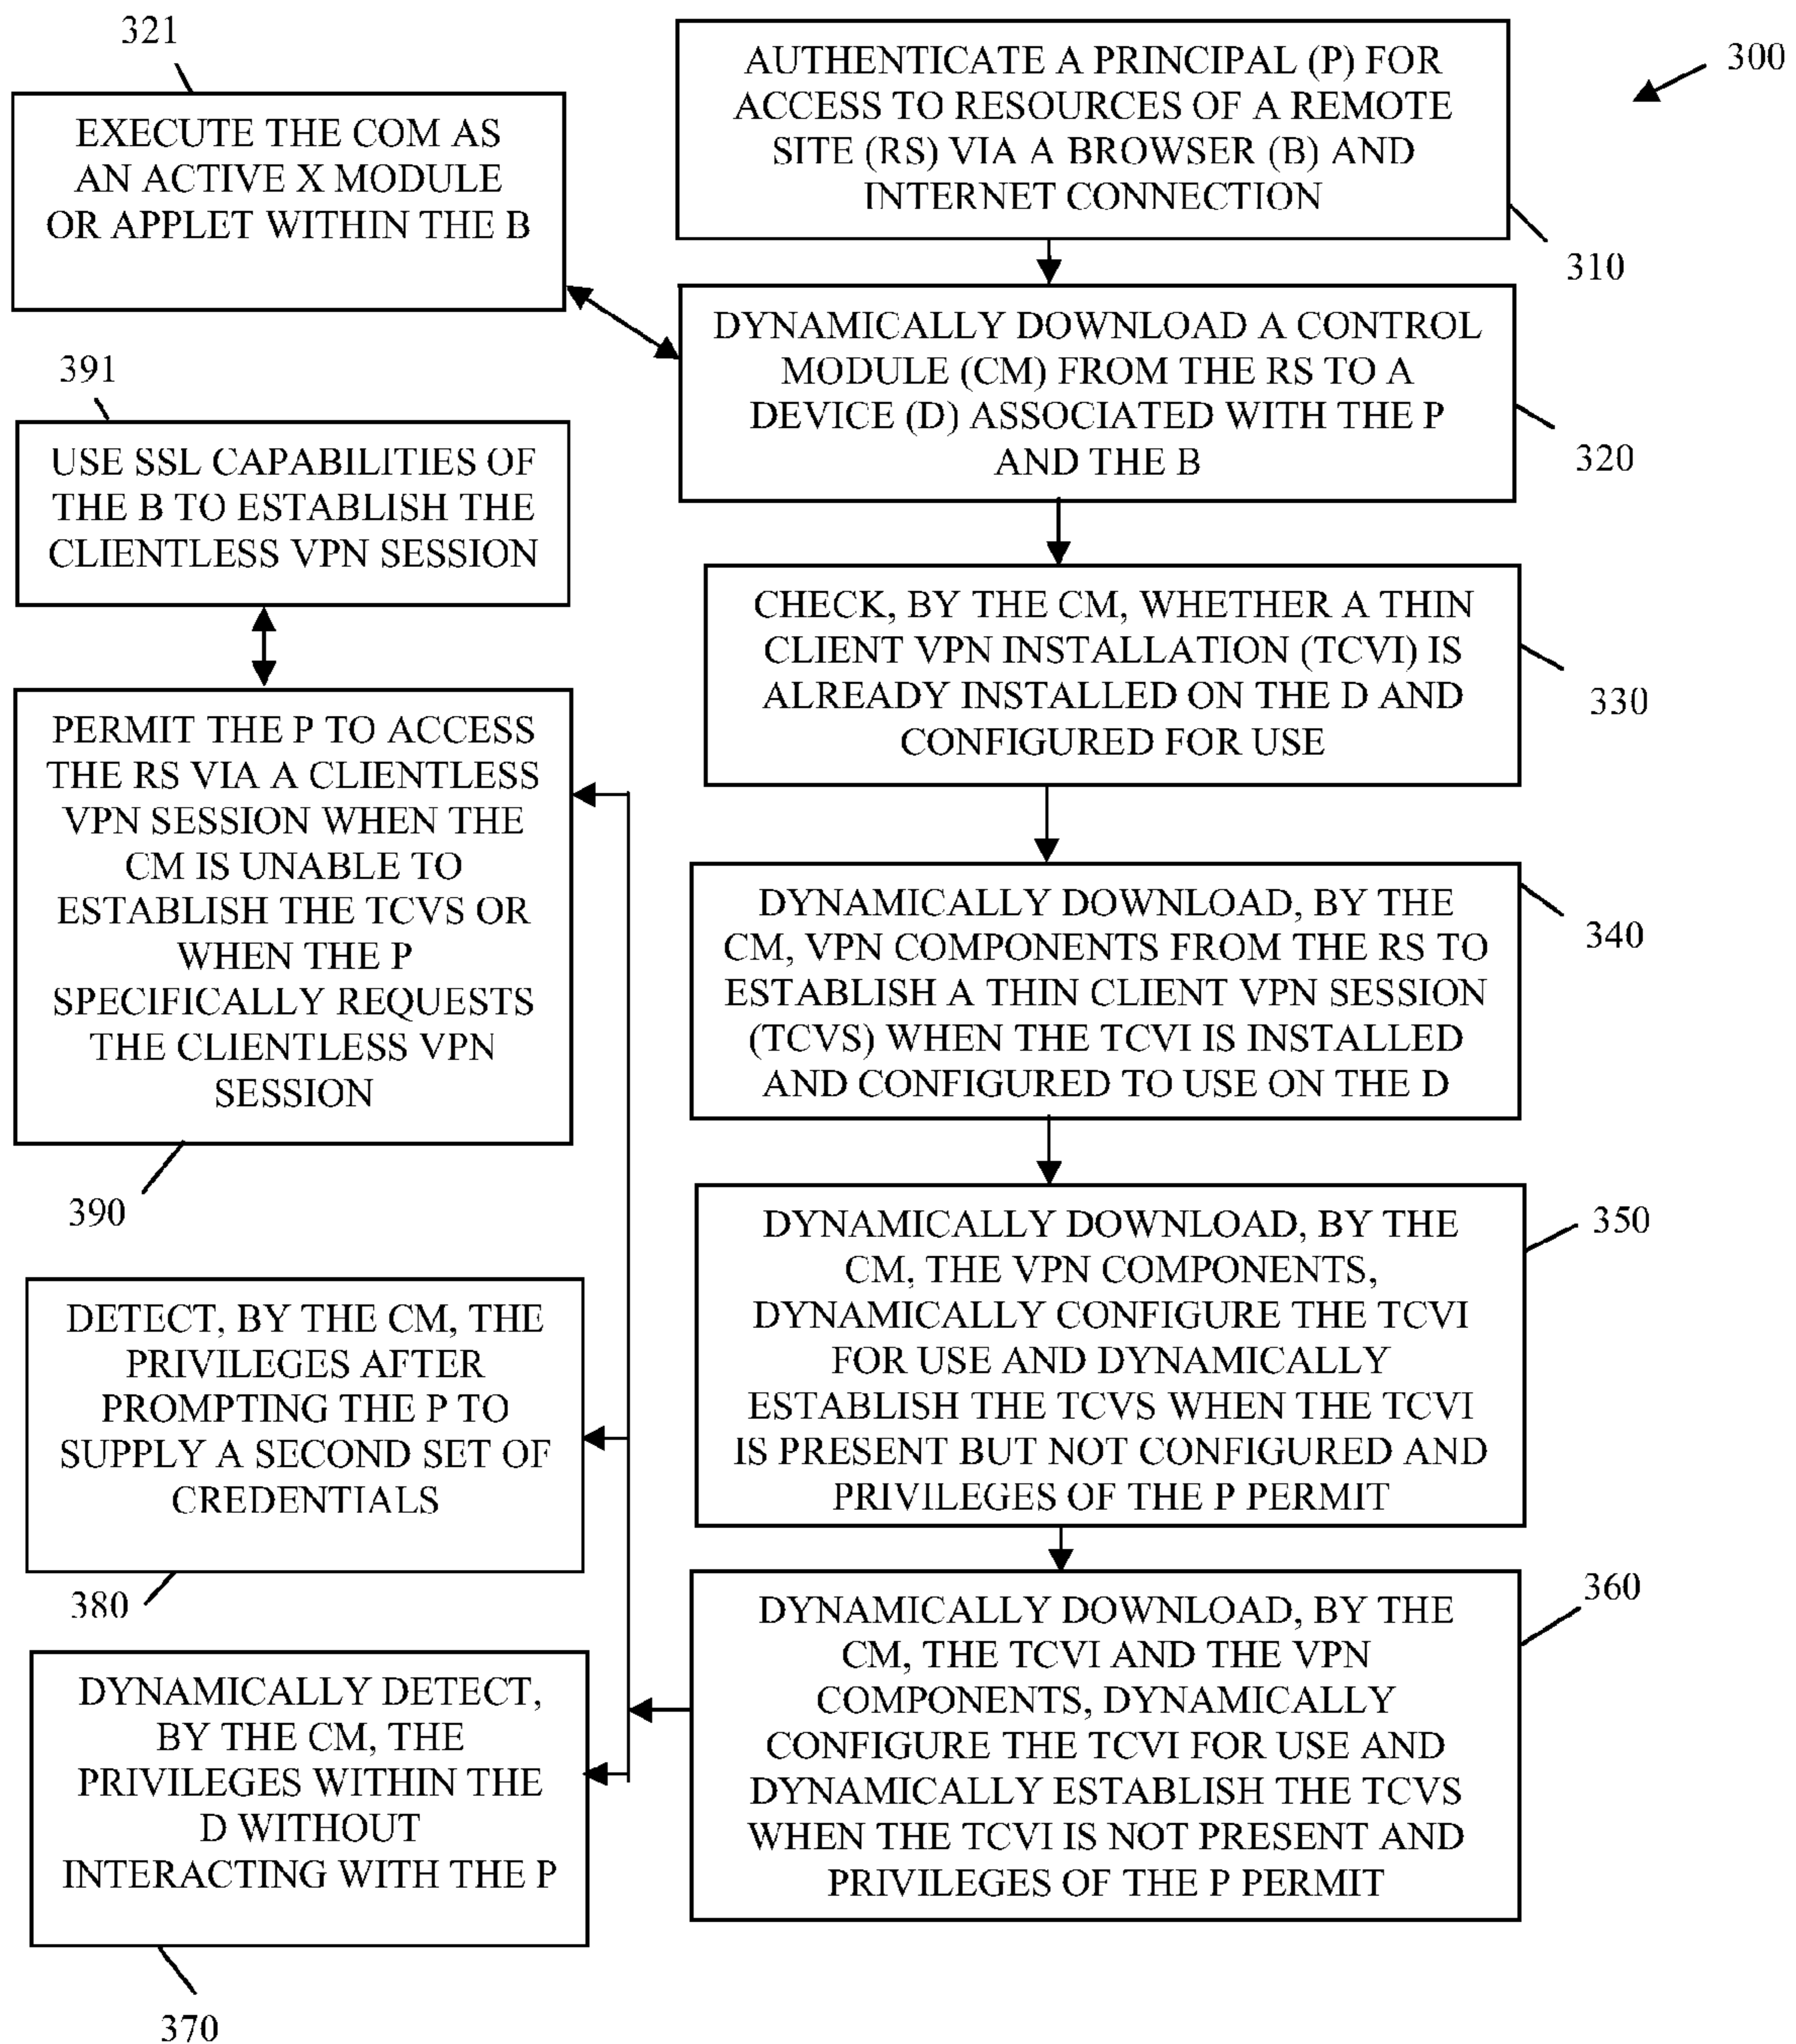 300
AUTHENTICATE A PRINCIPAL (P) FOR
ACCESS TO RESOURCES OF A REMOTE
SITE (RS) VIA A BROWSER (B) AND
INTERNET CONNECTION
310
321
EXECUTE THE COM AS
AN ACTIVE X MODULE
OR APPLET WITHIN THE B
DYNAMICALLY DOWNLOAD A CONTROL
MODULE (CM) FROM THE RS TO A
DEVICE (D) ASSOCIATED WITH THE P
AND THE B
320
CHECK, BY THE CM, WHETHER A THIN
CLIENT VPN INSTALLATION (TCVI) IS
ALREADY INSTALLED ON THE D AND
CONFIGURED FOR USE
330
DYNAMICALLY DOWNLOAD, BY THE
CM, VPN COMPONENTS FROM THE RS TO
ESTABLISH A THIN CLIENT VPN SESSION
(TCVS) WHEN THE TCVI IS INSTALLED
AND CONFIGURED TO USE ON THE D
340
DYNAMICALLY DOWNLOAD, BY THE
CM, THE VPN COMPONENTS,
DYNAMICALLY CONFIGURE THE TCVI
FOR USE AND DYNAMICALLY
ESTABLISH THE TCVS WHEN THE TCVI
IS PRESENT BUT NOT CONFIGURED AND
PRIVILEGES OF THE P PERMIT
350
DYNAMICALLY DOWNLOAD, BY THE
CM, THE TCVI AND THE VPN
COMPONENTS, DYNAMICALLY
CONFIGURE THE TCVI FOR USE AND
DYNAMICALLY ESTABLISH THE TCVS
WHEN THE TCVI IS NOT PRESENT AND
PRIVILEGES OF THE P PERMIT
360
391
USE SSL CAPABILITIES OF
THE B TO ESTABLISH THE
CLIENTLESS VPN SESSION
PERMIT THE P TO ACCESS
THE RS VIA A CLIENTLESS
VPN SESSION WHEN THE
CM IS UNABLE TO
ESTABLISH THE TCVS OR
WHEN THE P
SPECIFICALLY REQUESTS
THE CLIENTLESS VPN
SESSION
390
DETECT, BY THE CM, THE
PRIVILEGES AFTER
PROMPTING THE P TO
SUPPLY A SECOND SET OF
CREDENTIALS
380
DYNAMICALLY DETECT,
BY THE CM, THE
PRIVILEGES WITHIN THE
D WITHOUT
INTERACTING WITH THE P
370